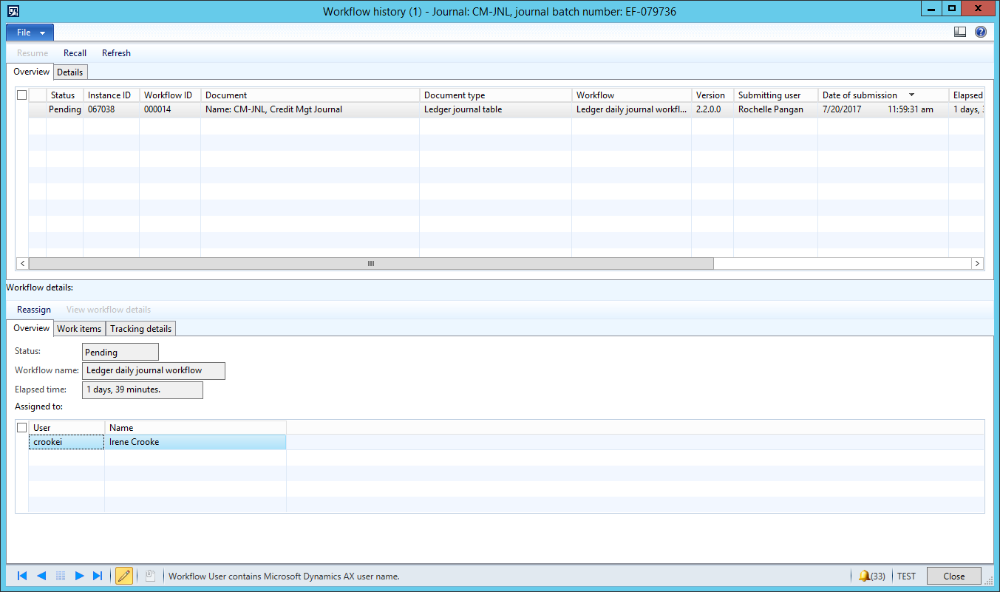 Workflow history (1) - Journal: CM-JNL, journal batch number: EF-079736
File
Resume Recall Refresh
Overview Details
Status Instance ID Workflow ID Document Document type Workflow Version Submitting user Date of submission Elapsed
Pending 067038 000014 Name: CM-JNL, Credit Mgt Journal Ledger journal table Ledger daily journal workfl... 2.2.0.0 Rochelle Pangan 7/20/2017 11:59:31 am 1 days,
Workflow details:
Reassign View workflow details
Overview Work items Tracking details
Status: Pending
Workflow name: Ledger daily journal workflow
Elapsed time: 1 days, 39 minutes.
Assigned to:
User Name
crookei Irene Crooke
Workflow User contains Microsoft Dynamics AX user name. (33) TEST Close